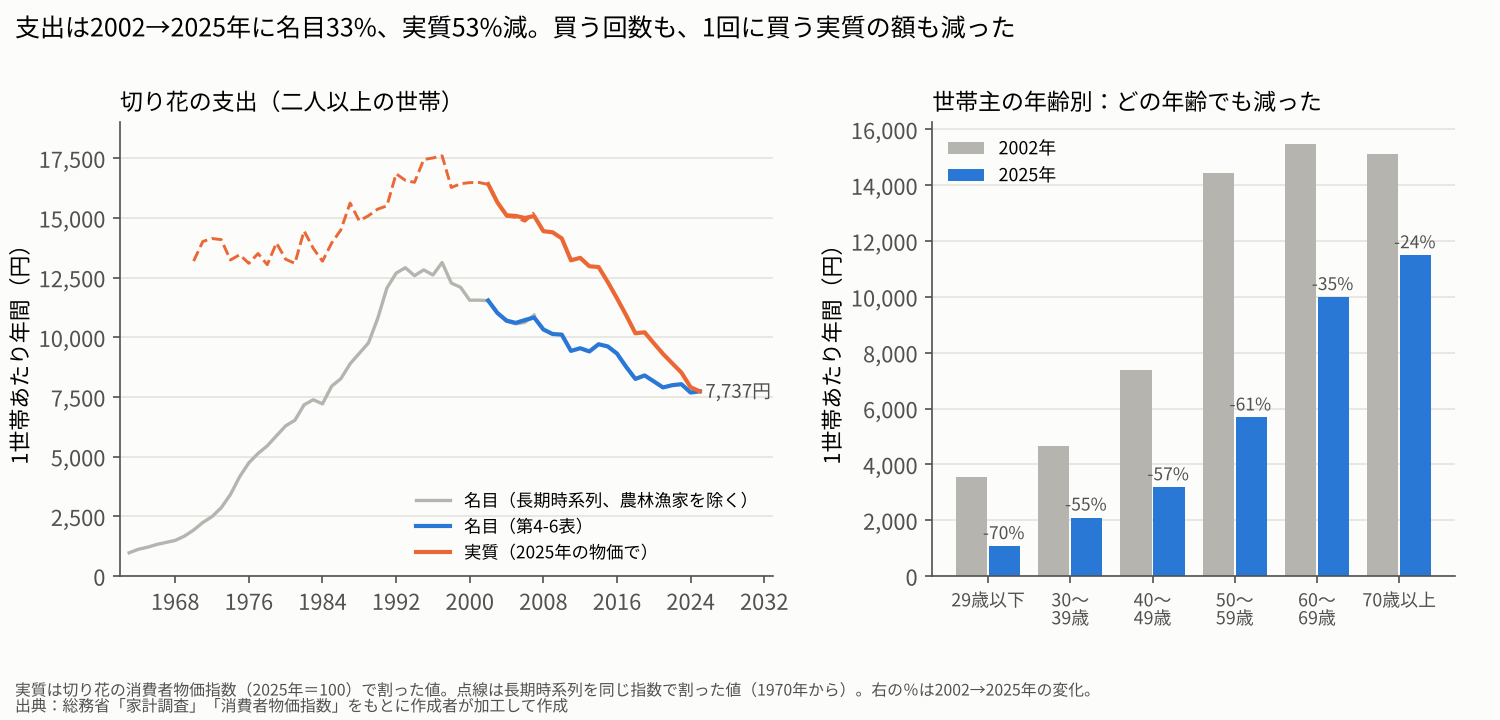 支出は2002→2025年に名目33%、実質53%減。買う回数も、1回に買う実質の額も減った
切り花の支出（二人以上の世帯）
1世帯あたり年間（円）
17,500
15,000
12,500
10,000
7,500
5,000
2,500
0
7,737円
名目（長期時系列、農林漁家を除く）
名目（第4-6表）
実質（2025年の物価で）
1968 1976 1984 1992 2000 2008 2016 2024 2032
世帯主の年齢別：どの年齢でも減った
1世帯あたり年間（円）
16,000
14,000
12,000
10,000
8,000
6,000
4,000
2,000
0
2002年
2025年
-70%
-55%
-57%
-61%
-35%
-24%
29歳以下 30〜 40〜 50〜 60〜 70歳以上
39歳 49歳 59歳 69歳
実質は切り花の消費者物価指数（2025年＝100）で割った値。点線は長期時系列を同じ指数で割った値（1970年から）。右の％は2002→2025年の変化。
出典：総務省「家計調査」「消費者物価指数」をもとに作成者が加工して作成